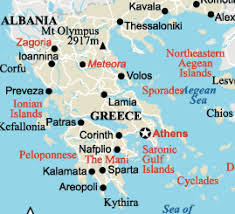 ALBANIA
Kavala
Mt Olympus
2917m
Thessaloniki
Zagoria
Ioannina
Corfu
Meteora
Northeastern
Aegean
Islands
Volos
Preveza
Sporades
Aegean
Sea
Ionian
Islands
Lamia
Kefallonia
GREECE
Chios
Patras
Athens
Corinth
Peloponnese
Nafplio
Saronic
Gulf
Islands
The Mani
Kalamata
Sparta
Cyclades
Areopoli
Kythira
Sea of